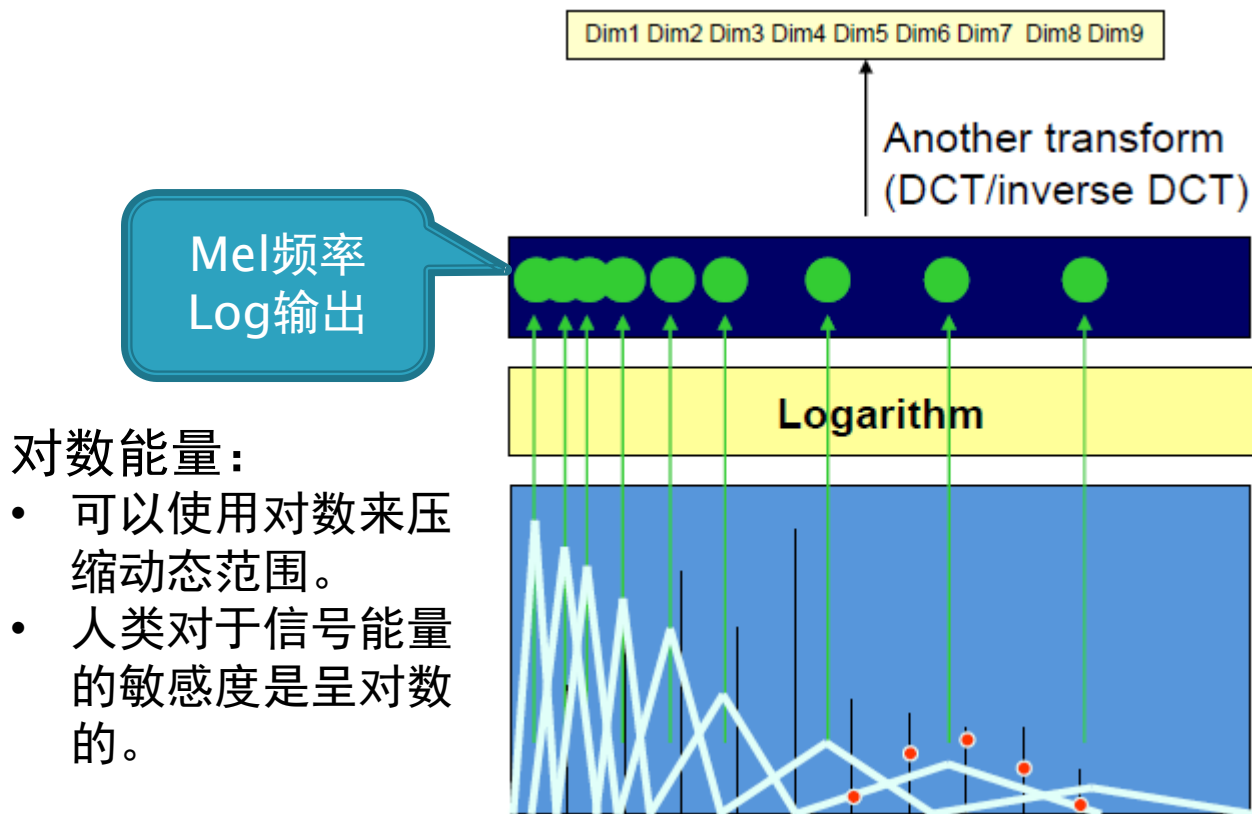 Dim1 Dim2 Dim3 Dim4 Dim5 Dim6 Dim7 Dim8 Dim9
Another transform
(DCT/inverse DCT)
Mel频率
Log输出
Logarithm
对数能量:
• 可以使用对数来压
缩动态范围。
• 人类对于信号能量
的敏感度是呈对数
的。